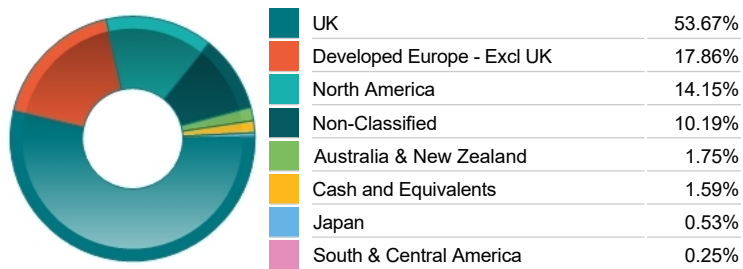 UK 53.67%
Developed Europe - Excl UK 17.86%
North America 14.15%
Non-Classified 10.19%
Australia & New Zealand 1.75%
Cash and Equivalents 1.59%
Japan 0.53%
South & Central America 0.25%